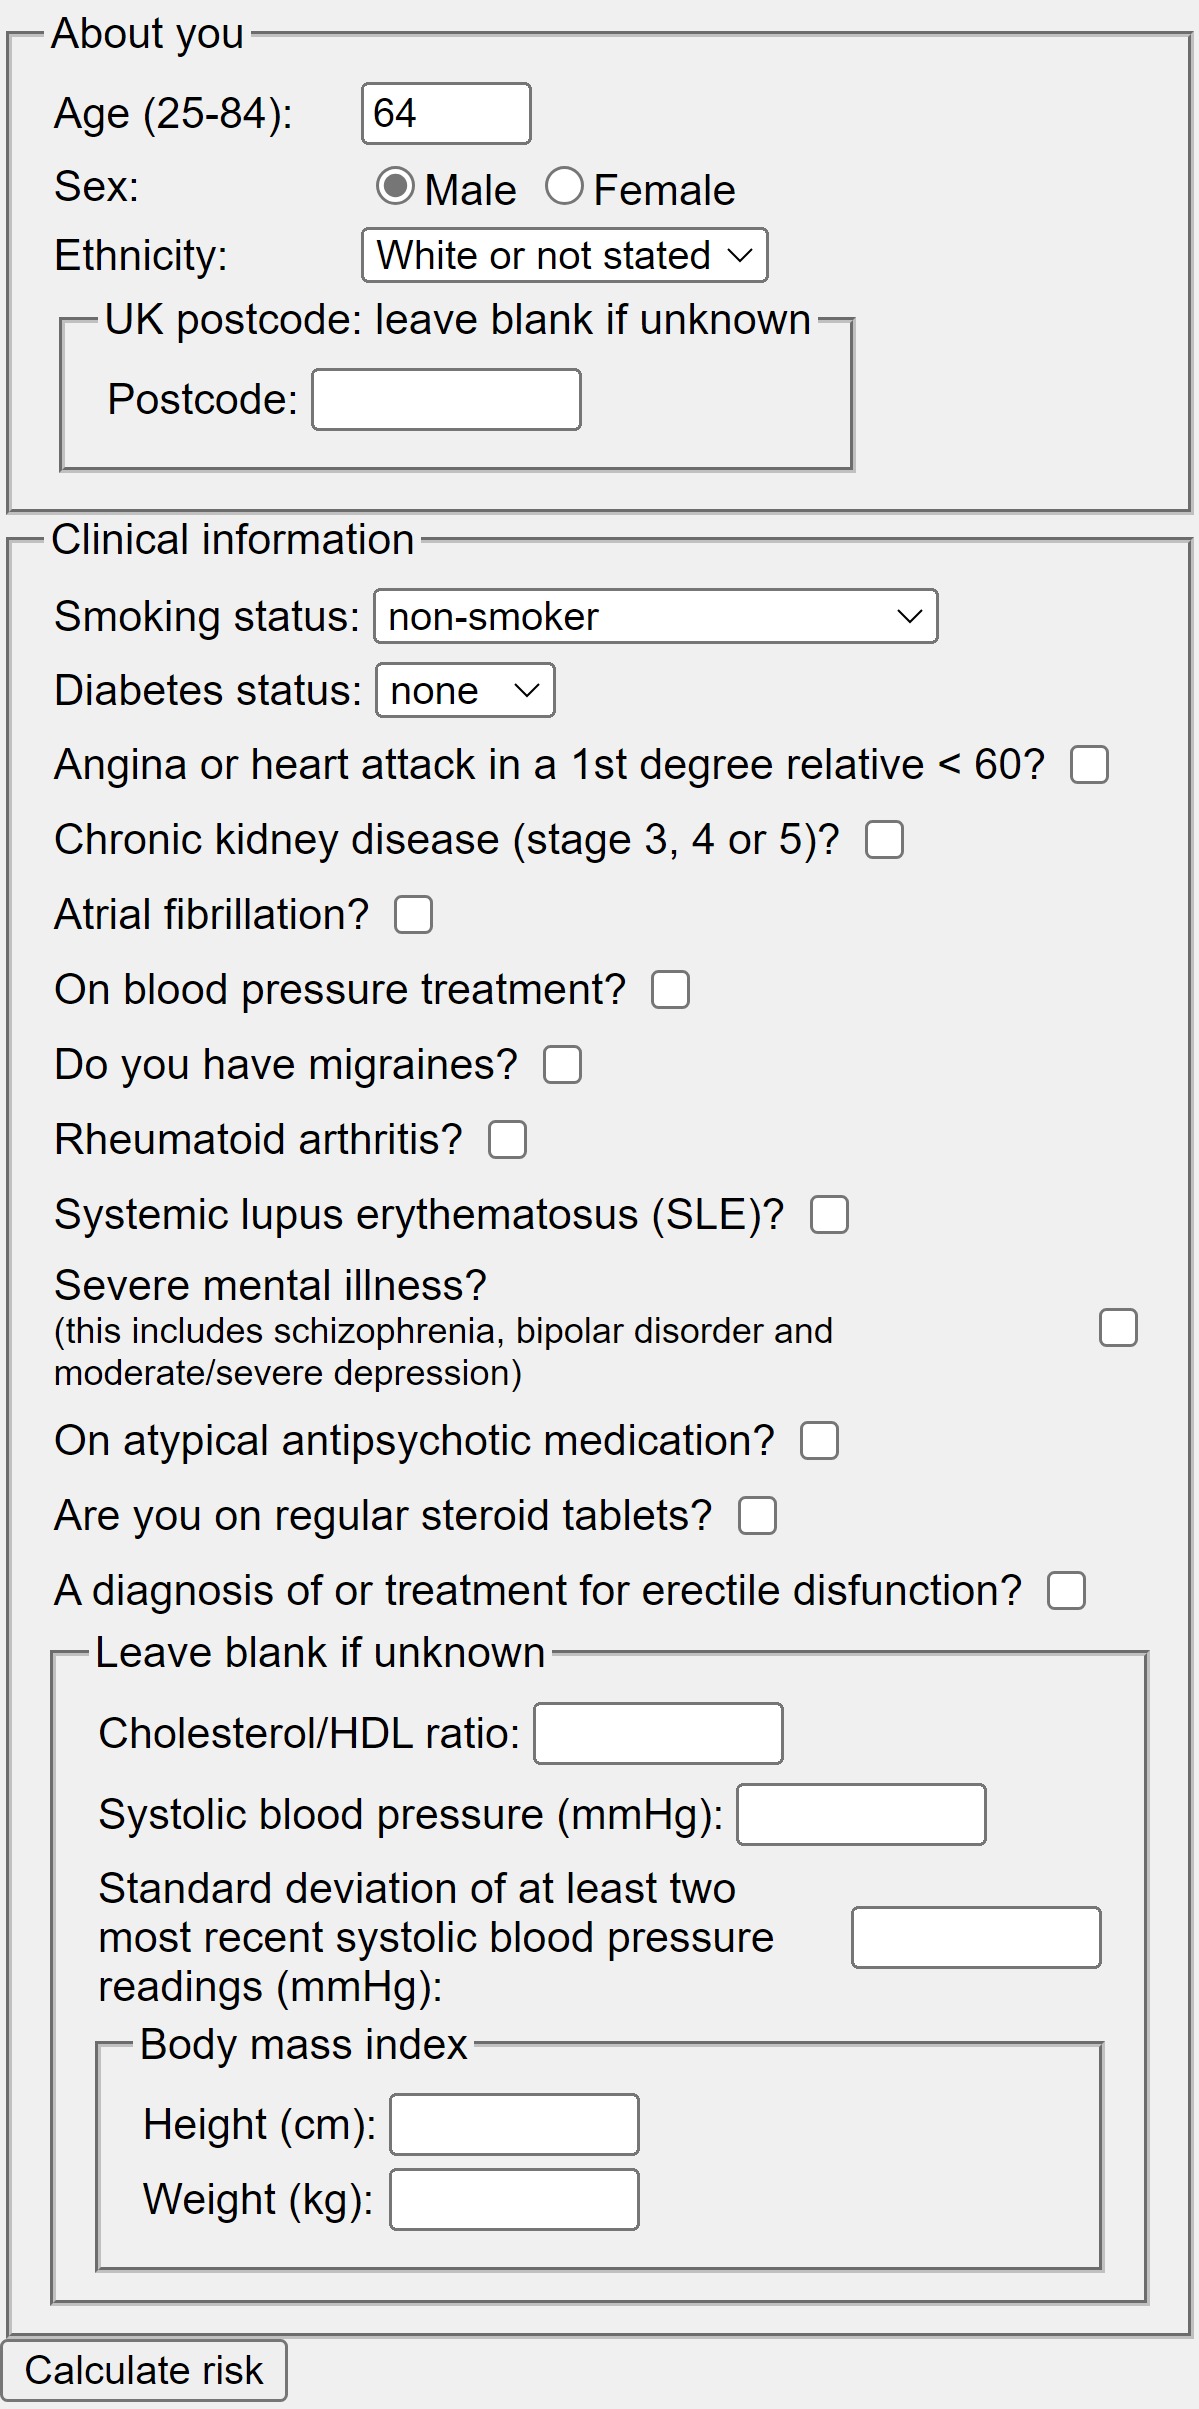 About you
Age (25-84): 64
Sex: Male Female
Ethnicity: White or not stated
UK postcode: leave blank if unknown
Postcode:
Clinical information
Smoking status: non-smoker
Diabetes status: none
Angina or heart attack in a 1st degree relative < 60?
Chronic kidney disease (stage 3, 4 or 5)?
Atrial fibrillation?
On blood pressure treatment?
Do you have migraines?
Rheumatoid arthritis?
Systemic lupus erythematosus (SLE)?
Severe mental illness?
(this includes schizophrenia, bipolar disorder and
moderate/severe depression)
On atypical antipsychotic medication?
Are you on regular steroid tablets?
A diagnosis of or treatment for erectile disfunction?
Leave blank if unknown
Cholesterol/HDL ratio:
Systolic blood pressure (mmHg):
Standard deviation of at least two
most recent systolic blood pressure
readings (mmHg):
Body mass index
Height (cm):
Weight (kg):
Calculate risk